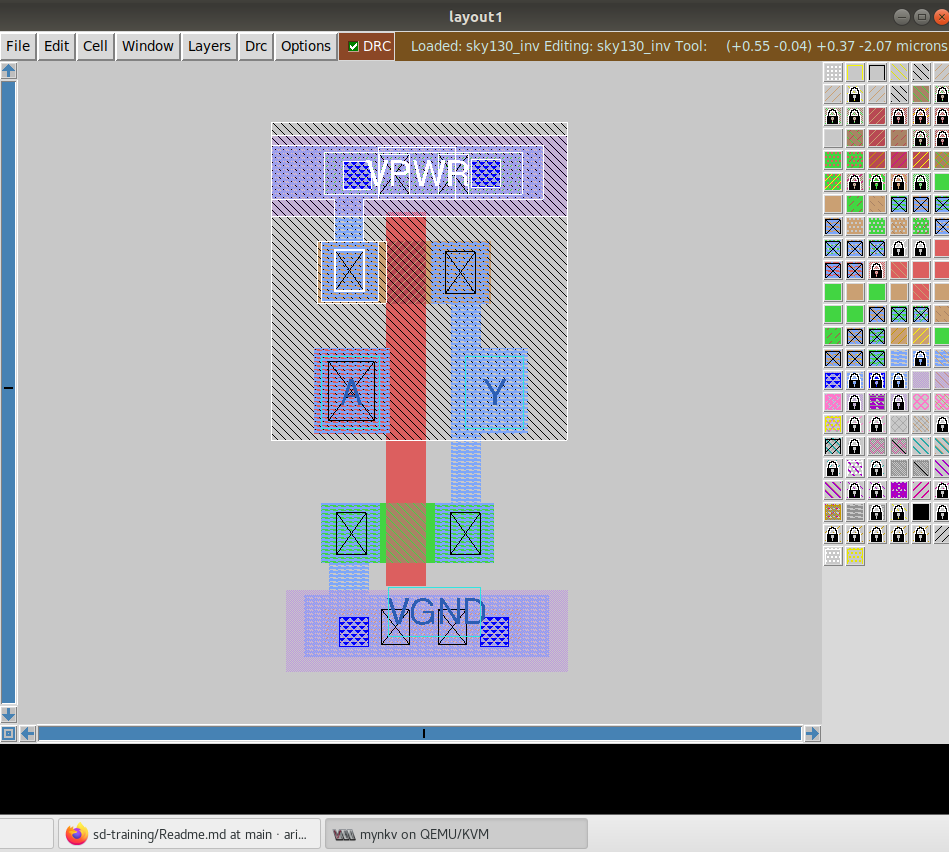 layout1
File Edit Cell Window Layers Drc Options DRC Loaded: sky130_inv Editing: sky130_inv Tool: (+0.55 -0.04) +0.37 -2.07 microns
VPWR
A Y
VGND
sd-training/Readme.md at main · ari... mynkv on QEMU/KVM